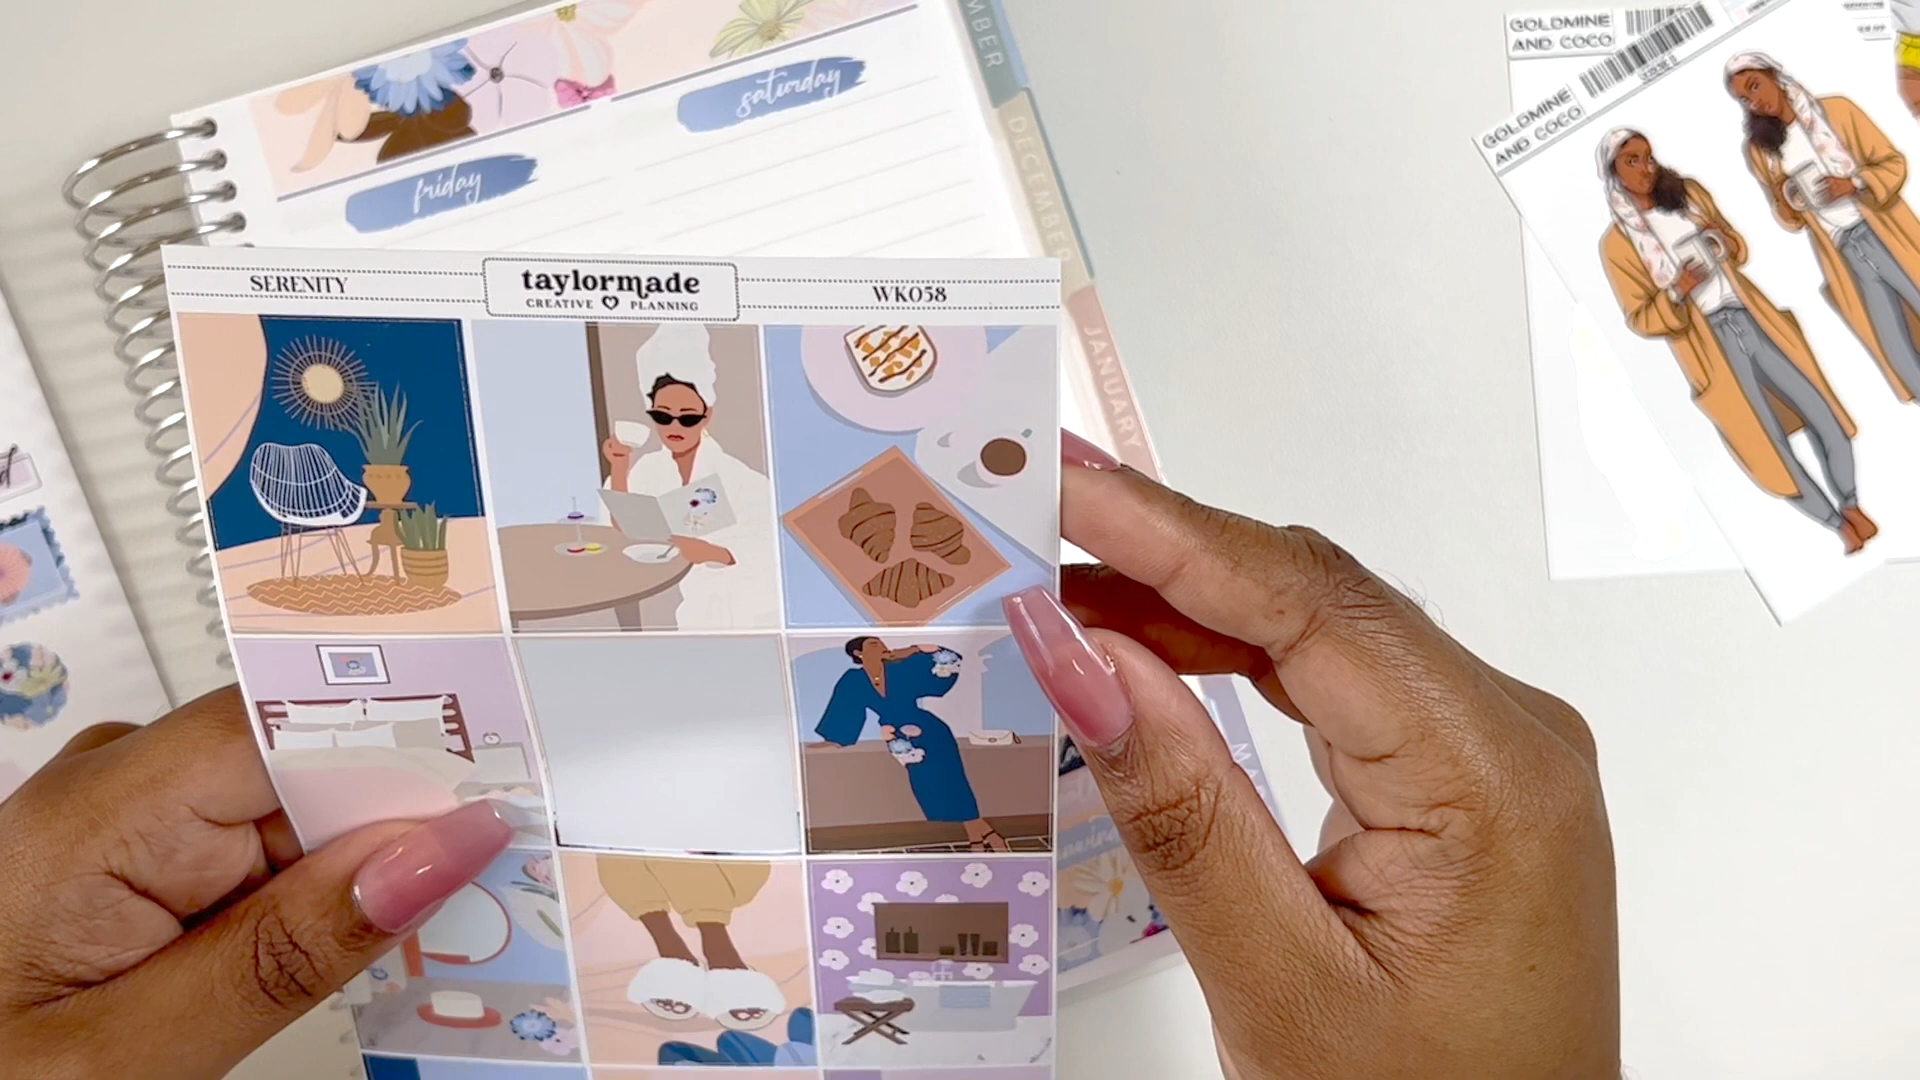 GOLDMINE
AND COCO
GOLDMINE
AND COCO
saturday
friday
DECEMBER
JANUARY
SERENITY
taylormade
CREATIVE PLANNING
WK058